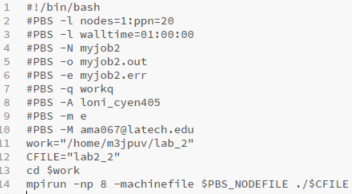 1 #!/bin/bash
2 #PBS -l nodes=1:ppn=20
3 #PBS -l walltime=01:00:00
4 #PBS -N myjob2
5 #PBS -o myjob2.out
6 #PBS -e myjob2.err
7 #PBS -q workq
8 #PBS -A loni_cyen405
9 #PBS -m e
10 #PBS -M ama067@latech.edu
11 work="/home/m3jpuv/lab_2"
12 CFILE="lab2_2"
13 cd $work
14 mpirun -np 8 -machinefile $PBS_NODEFILE ./$CFILE